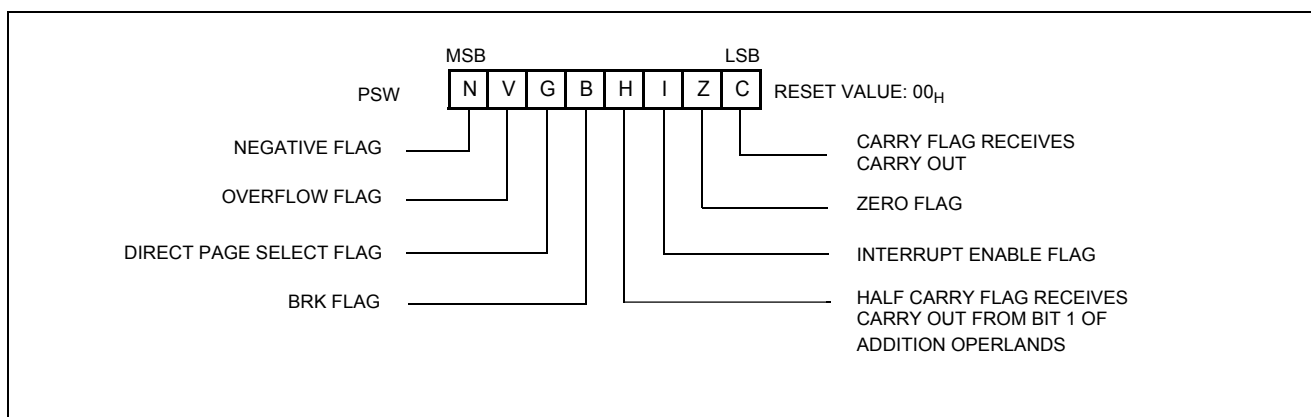 MSB LSB
PSW N V G B H I Z C RESET VALUE: 00H
NEGATIVE FLAG
OVERFLOW FLAG
DIRECT PAGE SELECT FLAG
BRK FLAG
CARRY FLAG RECEIVES
CARRY OUT
ZERO FLAG
INTERRUPT ENABLE FLAG
HALF CARRY FLAG RECEIVES
CARRY OUT FROM BIT 1 OF
ADDITION OPERLANDS